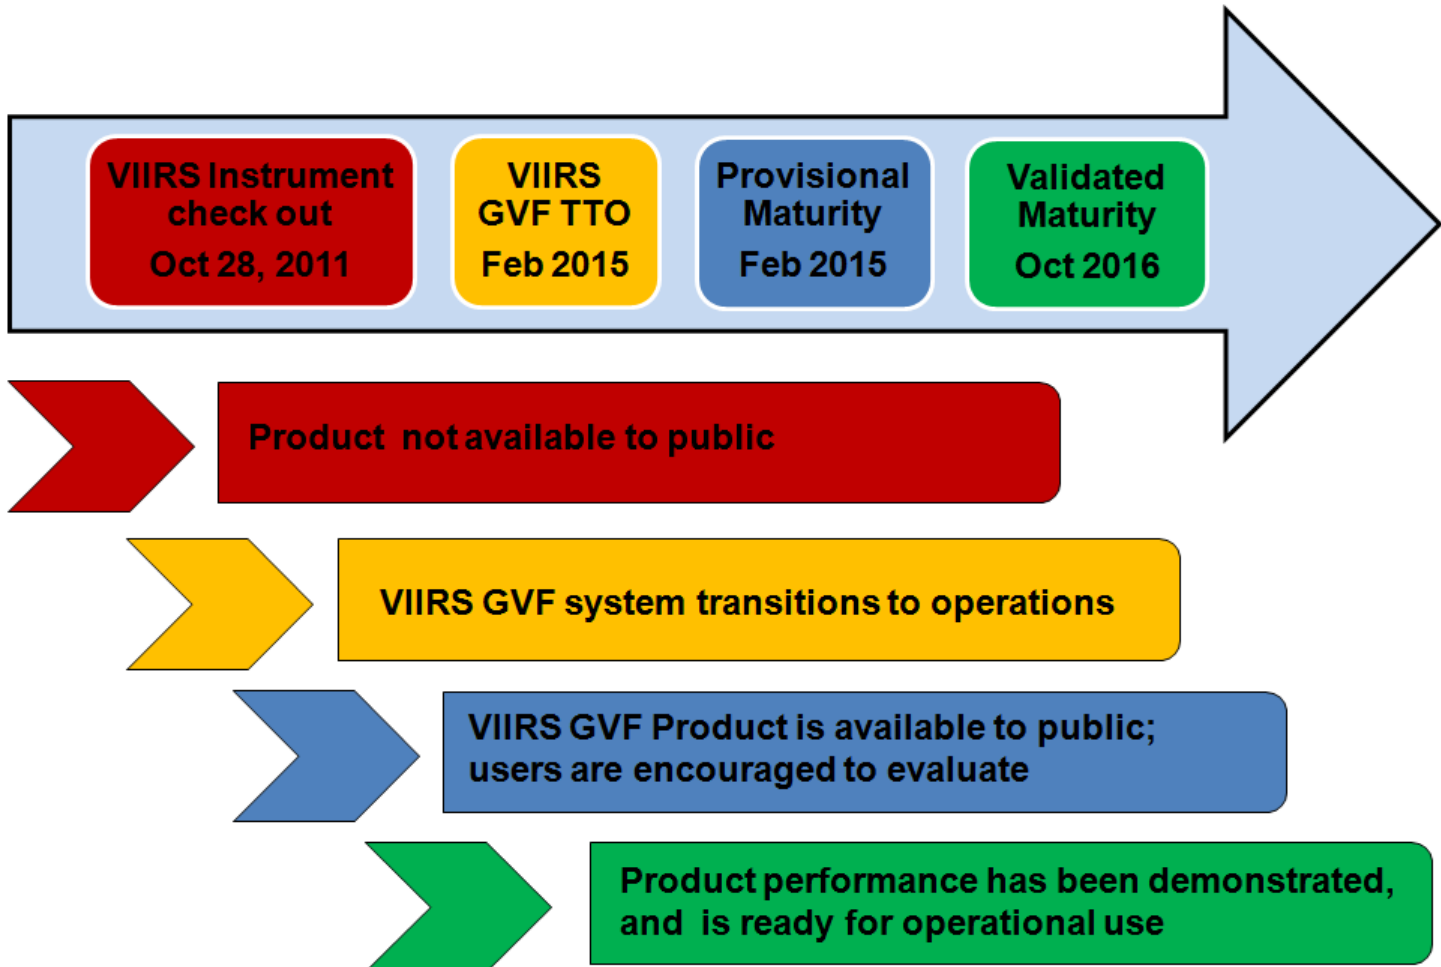 VIIRS Instrument
check out
Oct 28, 2011
VIIRS
GVF TTO
Feb 2015
Provisional
Maturity
Feb 2015
Validated
Maturity
Oct 2016
Product not available to public
VIIRS GVF system transitions to operations
VIIRS GVF Product is available to public;
users are encouraged to evaluate
Product performance has been demonstrated,
and is ready for operational use